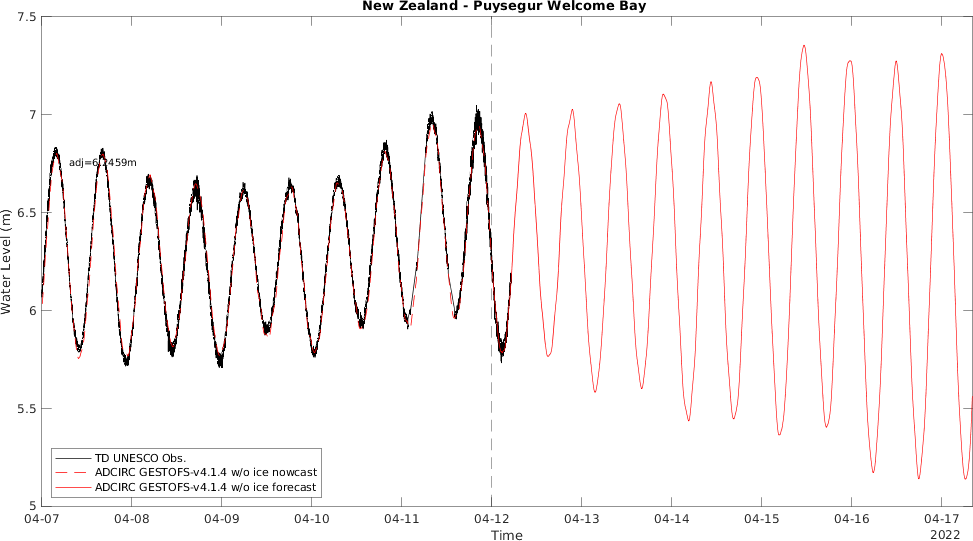 New Zealand - Puysegur Welcome Bay
Water Level (m)
7.5
7
6.5
6
5.5
5
adj=6.2459m
TD UNESCO Obs.
ADCIRC GESTOFS-v4.1.4 w/o ice nowcast
ADCIRC GESTOFS-v4.1.4 w/o ice forecast
04-07 04-08 04-09 04-10 04-11 04-12 04-13 04-14 04-15 04-16 04-17
2022
Time